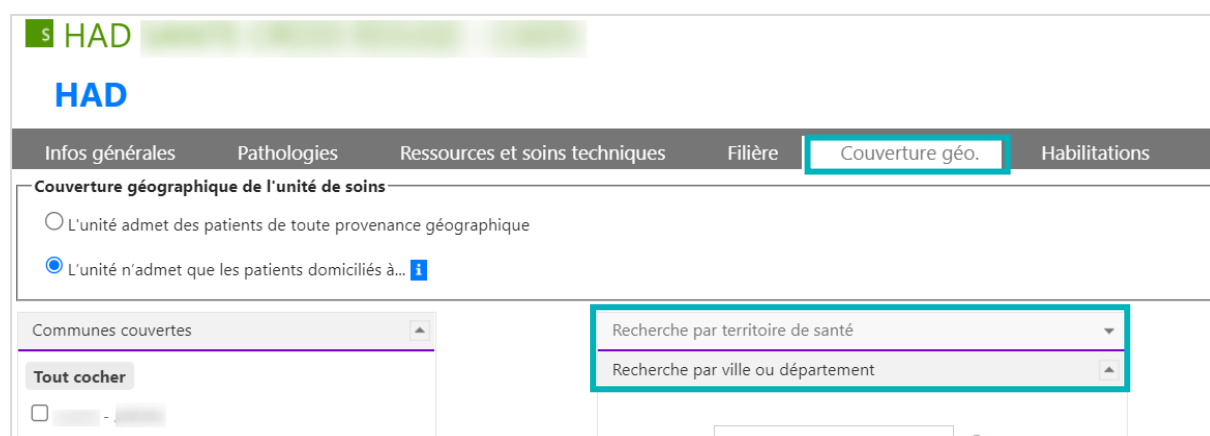 S HAD
HAD
Infos générales Pathologies Ressources et soins techniques Filière Couverture géo. Habilitations
Couverture géographique de l'unité de soins
L'unité admet des patients de toute provenance géographique
L'unité n'admet que les patients domiciliés à... i
Communes couvertes
Recherche par territoire de santé
Recherche par ville ou département
Tout cocher
-